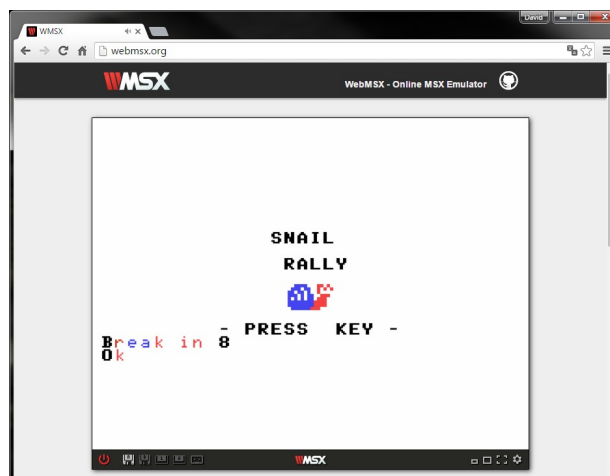 David
WMSX
webmsx.org
WMSX
WebMSX - Online MSX Emulator
SNAIL
RALLY
- PRESS KEY -
Break in 8
Ok
WMSX